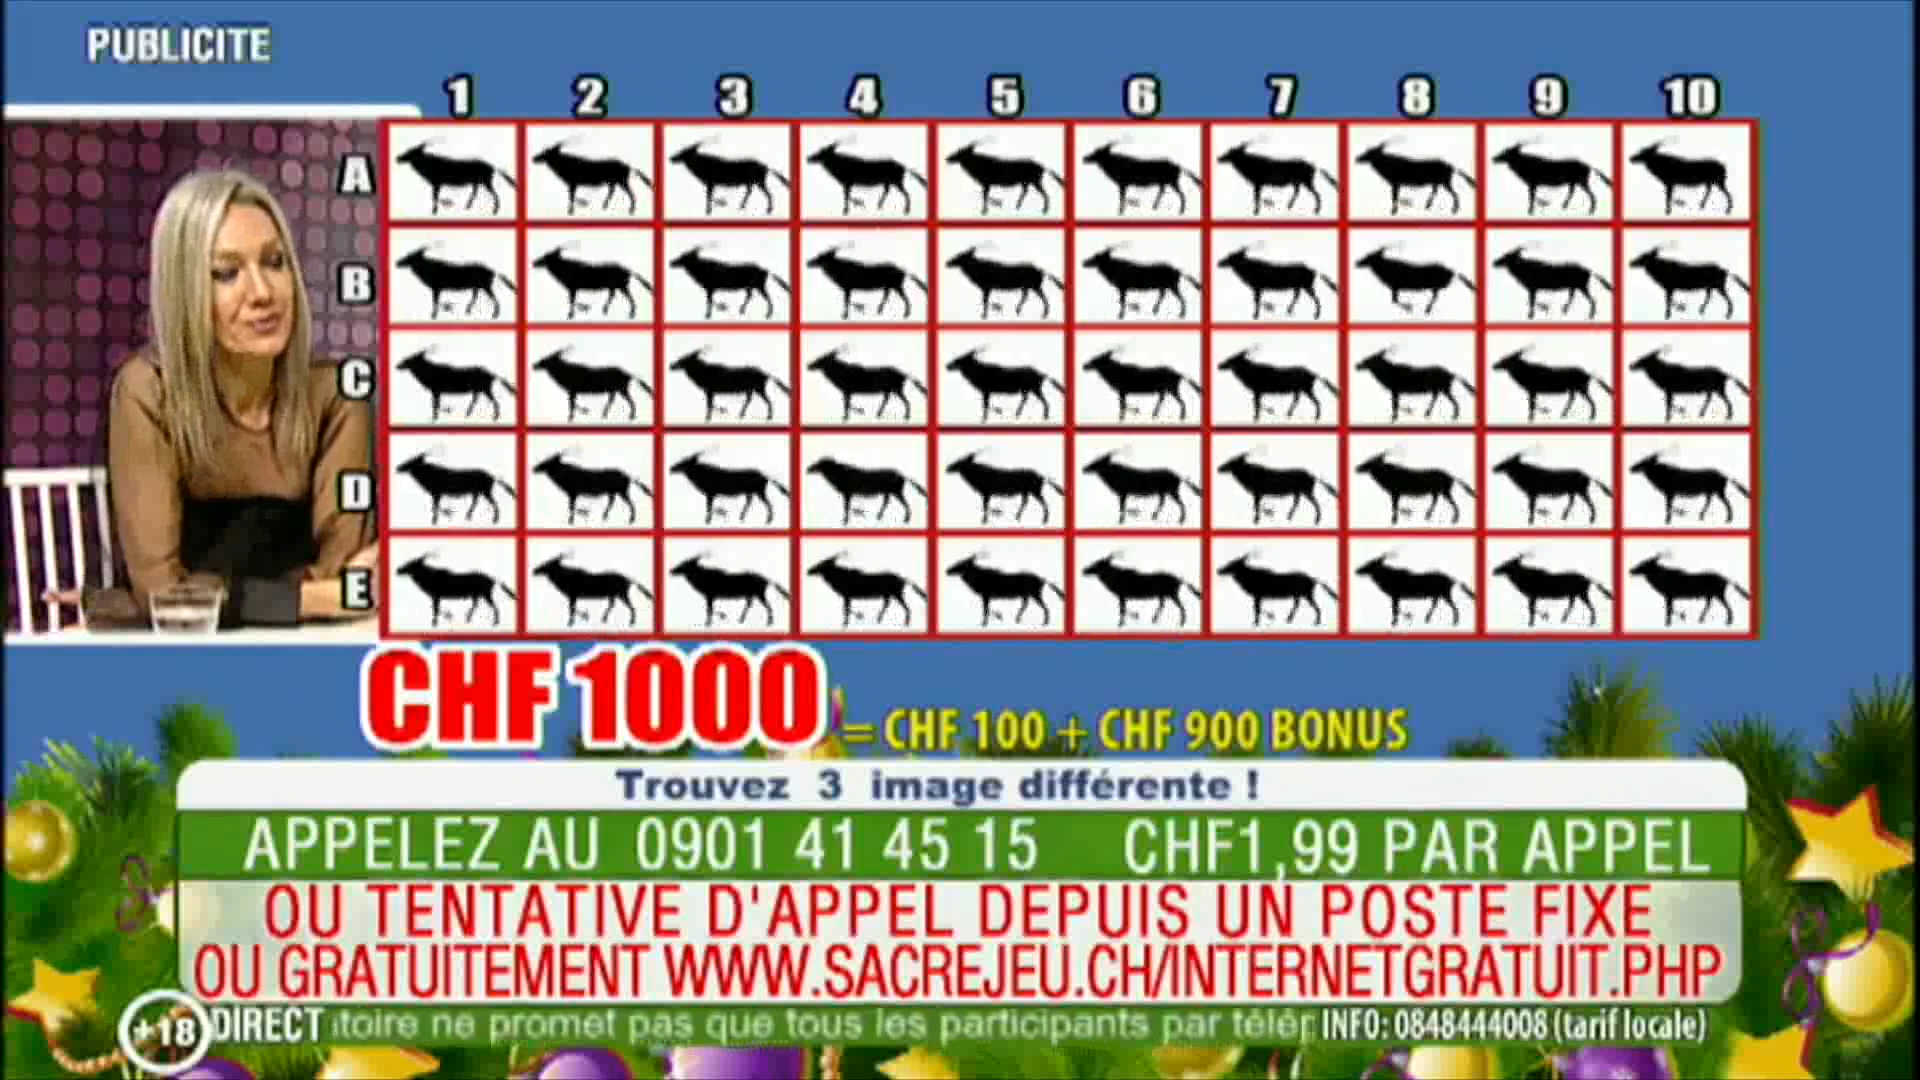 PUBLICITE
1 2 3 4 5 6 7 8 9 10
A
B
C
D
E
CHF 1000 = CHF 100 + CHF 900 BONUS
Trouvez 3 image différente !
APPELEZ AU 0901 41 45 15 CHF1,99 PAR APPEL
OU TENTATIVE D'APPEL DEPUIS UN POSTE FIXE
OU GRATUITEMENT WWW.SACREJEU.CH/INTERNETGRATUIT.PHP
+18 DIRECT toire ne promet pas que tous les participants par télép INFO: 0848444008 (tarif locale)